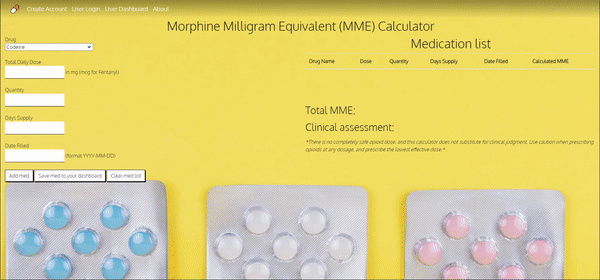 Create Account User Login User Dashboard About
Morphine Milligram Equivalent (MME) Calculator
Drug
Codeine
Total Daily Dose
in mg (mcg for Fentanyl)
Quantity
Days Supply
Date Filled
(format YYYY-MM-DD)
Add med Save med to your dashboard Clear med list
Medication list
Drug Name Dose Quantity Days Supply Date Filled Calculated MME
Total MME:
Clinical assessment:
*There is no completely safe opioid dose, and this calculator does not substitute for clinical judgment. Use caution when prescribing
opioids at any dosage, and prescribe the lowest effective dose.*